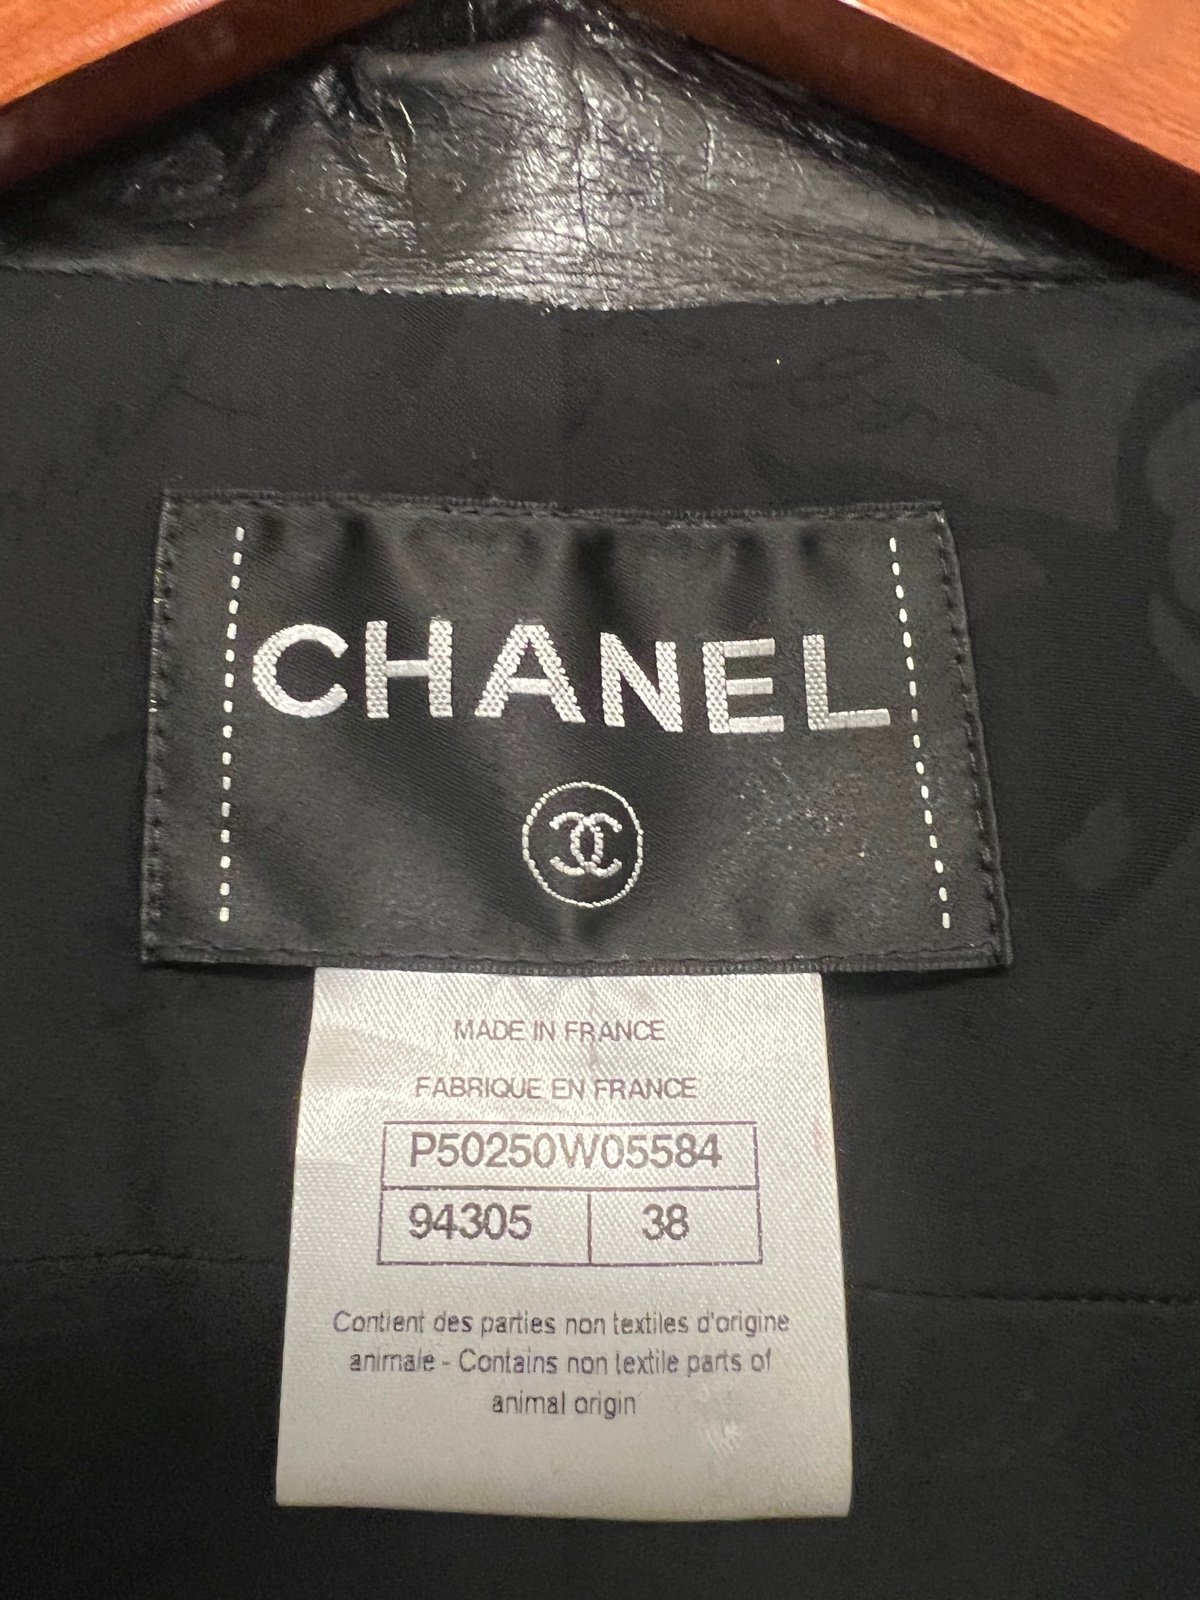 CHANEL
MADE IN FRANCE
FABRIQUE EN FRANCE
P50250W05584
94305 38
Contient des parties non textiles d'origine
animale - Contains non textile parts of
animal origin